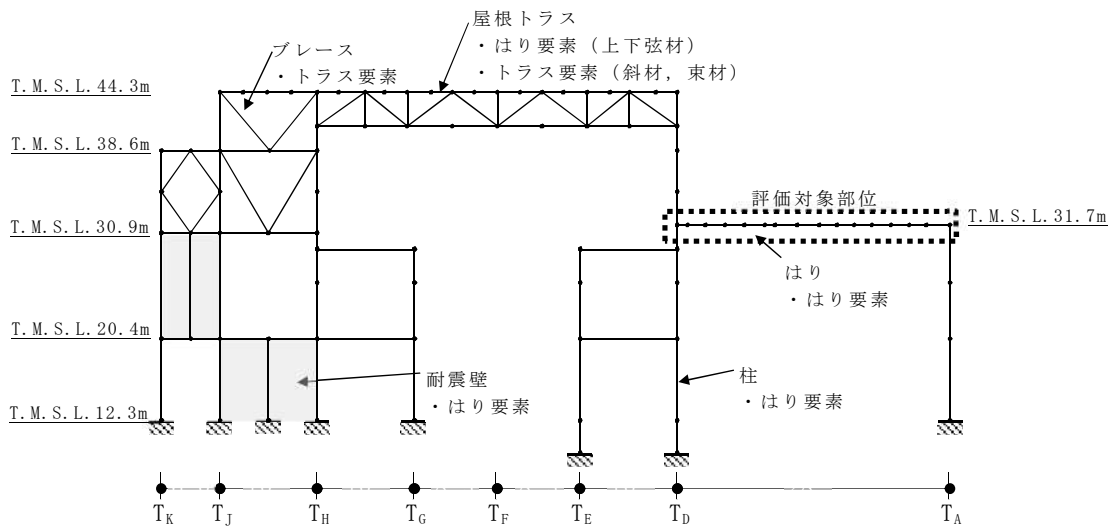 屋根トラス
・はり要素（上下弦材）
・トラス要素（斜材，束材）
ブレース
・トラス要素
T.M.S.L.44.3m
T.M.S.L.38.6m
評価対象部位
T.M.S.L.31.7m
T.M.S.L.30.9m
はり
・はり要素
T.M.S.L.20.4m
耐震壁
・はり要素
柱
・はり要素
T.M.S.L.12.3m
TK TJ TH TG TF TE TD TA